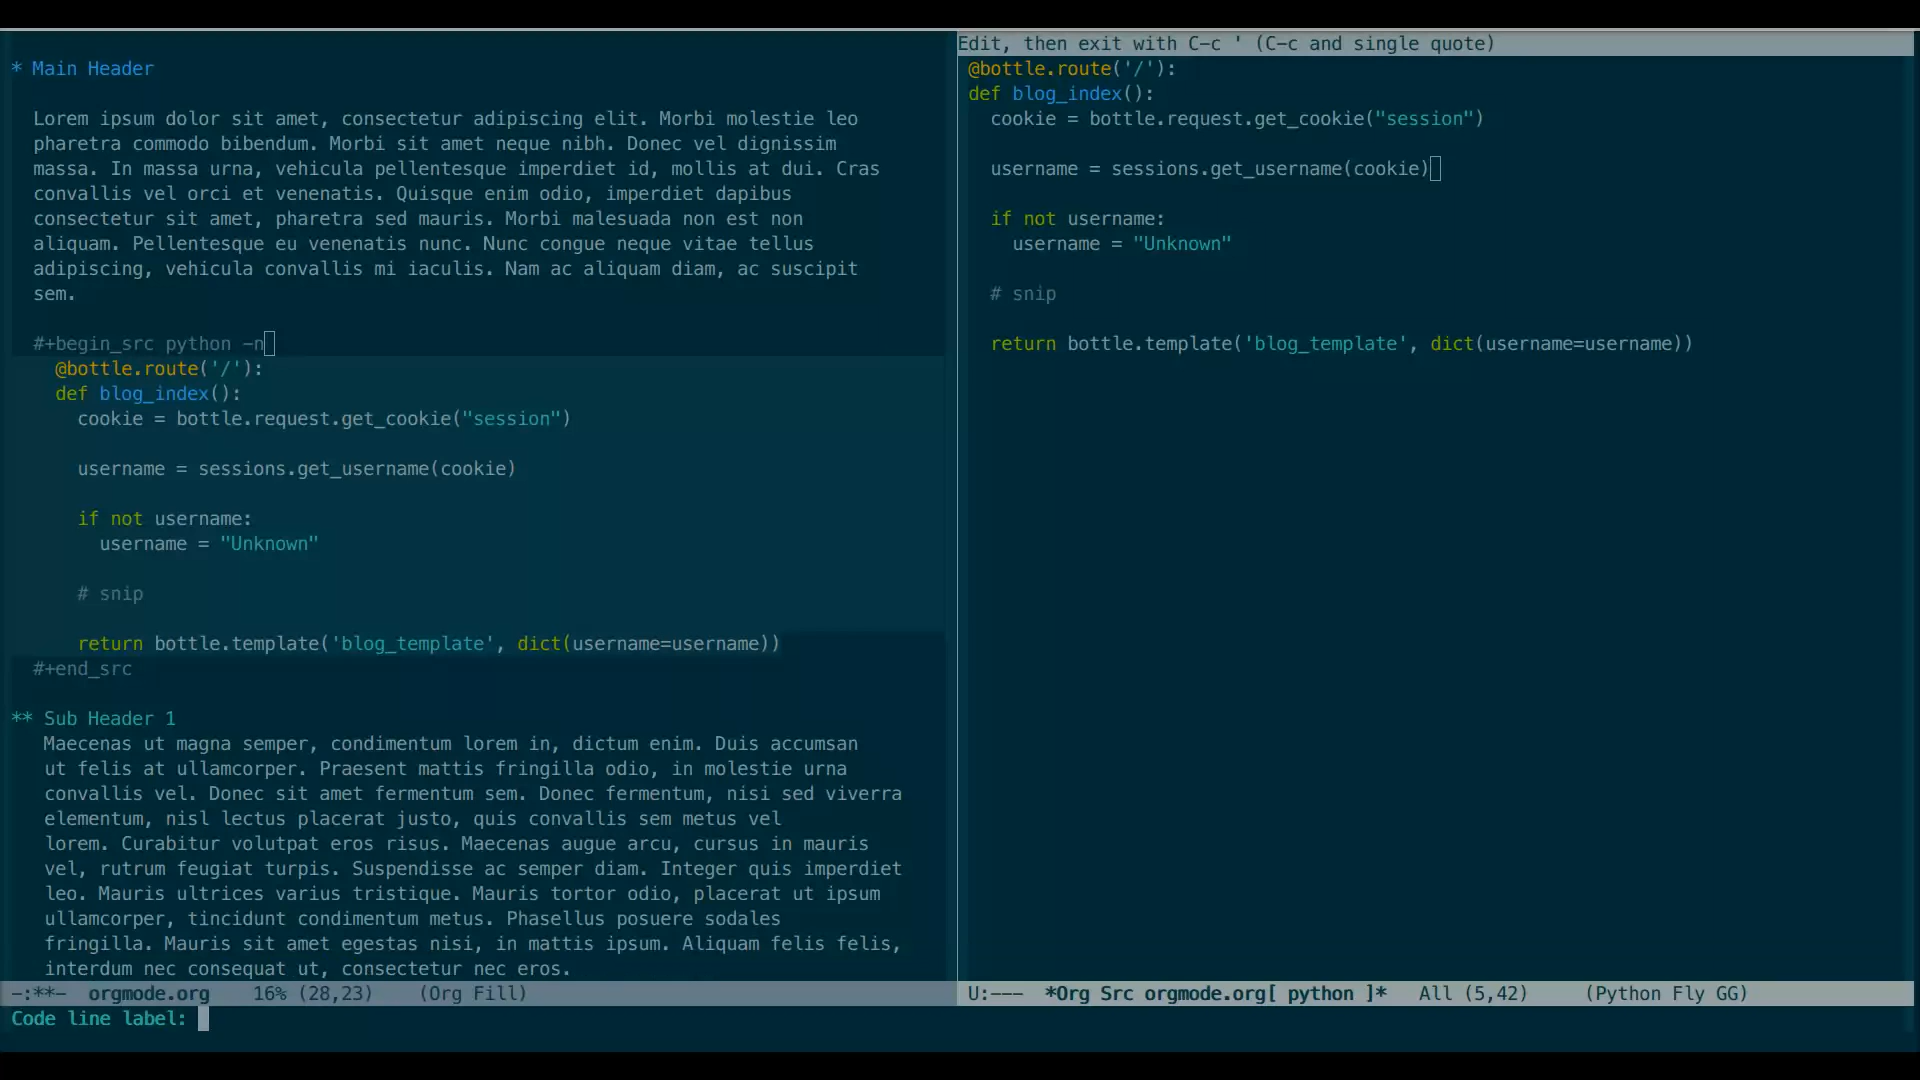 * Main Header
Lorem ipsum dolor sit amet, consectetur adipiscing elit. Morbi molestie leo
pharetra commodo bibendum. Morbi sit amet neque nibh. Donec vel dignissim
massa. In massa urna, vehicula pellentesque imperdiet id, mollis at dui. Cras
convallis vel orci et venenatis. Quisque enim odio, imperdiet dapibus
consectetur sit amet, pharetra sed mauris. Morbi malesuada non est non
aliquam. Pellentesque eu venenatis nunc. Nunc congue neque vitae tellus
adipiscing, vehicula convallis mi iaculis. Nam ac aliquam diam, ac suscipit
sem.
#+begin_src python -n
@bottle.route('/'):
def blog_index():
cookie = bottle.request.get_cookie("session")
username = sessions.get_username(cookie)
if not username:
username = "Unknown"
# snip
return bottle.template('blog_template', dict(username=username))
#+end_src
** Sub Header 1
Maecenas ut magna semper, condimentum lorem in, dictum enim. Duis accumsan
ut felis at ullamcorper. Praesent mattis fringilla odio, in molestie urna
convallis vel. Donec sit amet fermentum sem. Donec fermentum, nisi sed viverra
elementum, nisl lectus placerat justo, quis convallis sem metus vel
lorem. Curabitur volutpat eros risus. Maecenas augue arcu, cursus in mauris
vel, rutrum feugiat turpis. Suspendisse ac semper diam. Integer quis imperdiet
leo. Mauris ultrices varius tristique. Mauris tortor odio, placerat ut ipsum
ullamcorper, tincidunt condimentum metus. Phasellus posuere sodales
fringilla. Mauris sit amet egestas nisi, in mattis ipsum. Aliquam felis felis,
interdum nec consequat ut, consectetur nec eros.
-:**-  orgmode.org    16% (28,23)    (Org Fill)
Code line label:
Edit, then exit with C-c ' (C-c and single quote)
@bottle.route('/'):
def blog_index():
cookie = bottle.request.get_cookie("session")
username = sessions.get_username(cookie)
if not username:
username = "Unknown"
# snip
return bottle.template('blog_template', dict(username=username))
U:---  *Org Src orgmode.org[ python ]*   All (5,42)     (Python Fly GG)